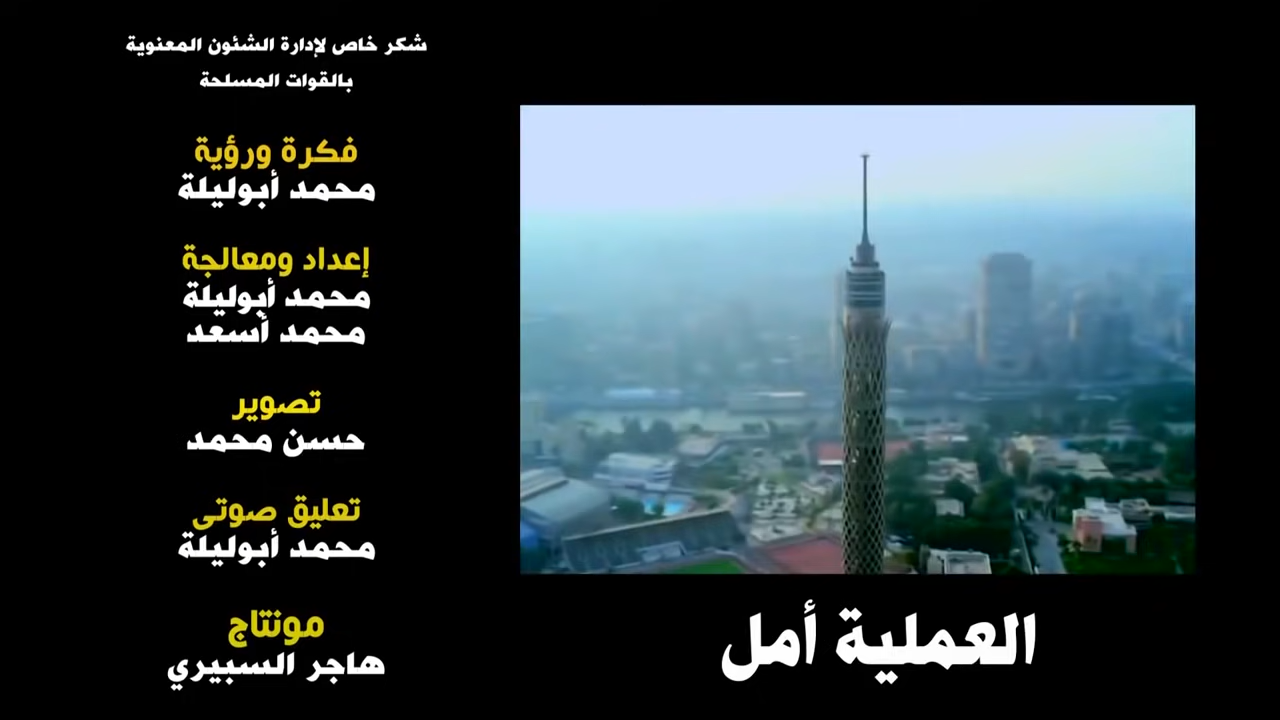 شكر خاص لإدارة الشئون المعنوية
بالقوات المسلحة
فكرة ورؤية
محمد أبوليلة
إعداد ومعالجة
محمد أبوليلة
محمد أسعد
تصوير
حسن محمد
تعليق صوتى
محمد أبوليلة
مونتاج
هاجر السبيري
العملية أمل